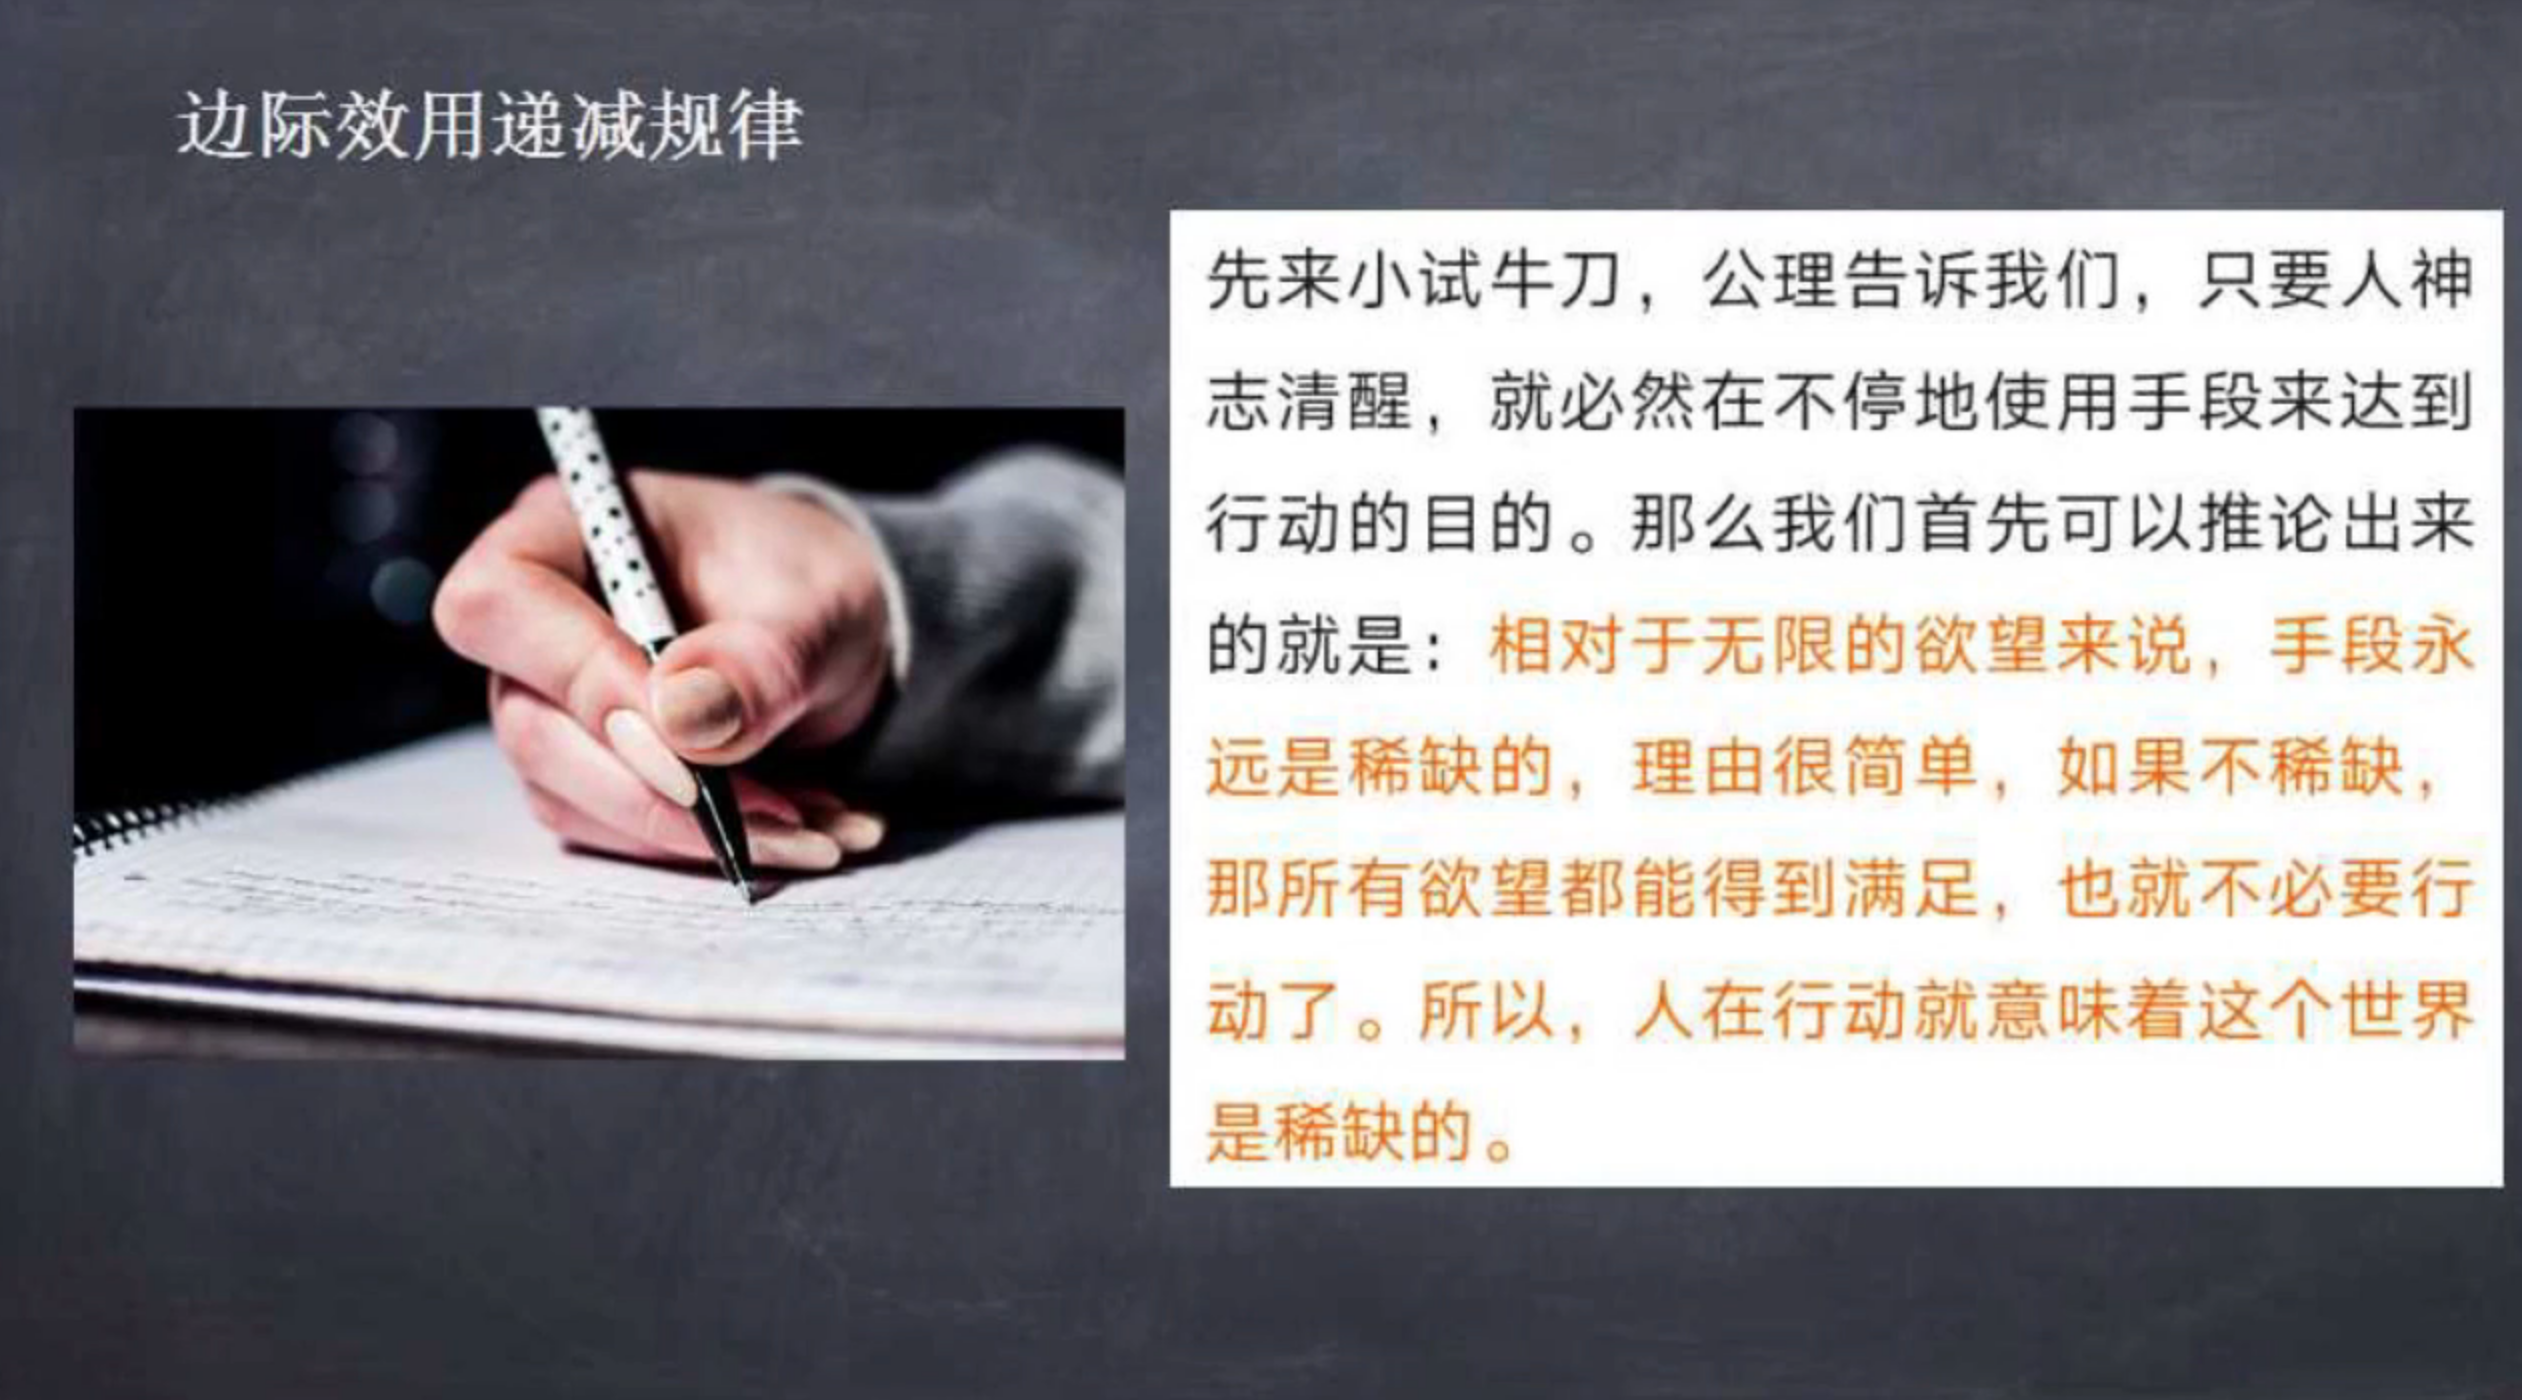 边际效用递减规律
先来小试牛刀，公理告诉我们，只要人神
志清醒，就必然在不停地使用手段来达到
行动的目的。那么我们首先可以推论出来
的就是：相对于无限的欲望来说，手段永
远是稀缺的，理由很简单，如果不稀缺，
那所有欲望都能得到满足，也就不必要行
动了。所以，人在行动就意味着这个世界
是稀缺的。